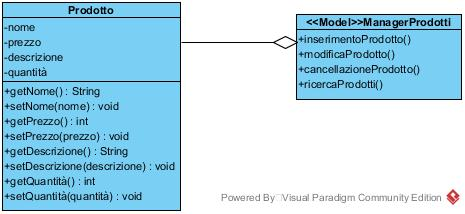 Prodotto
-nome
-prezzo
-descrizione
-quantità
+getNome() : String
+setNome(nome) : void
+getPrezzo() : int
+setPrezzo(prezzo) : void
+getDescrizione() : String
+setDescrizione(descrizione) : void
+getQuantità() : int
+setQuantità(quantità) : void
<<Model>>ManagerProdotti
+inserimentoProdotto()
+modificaProdotto()
+cancellazioneProdotto()
+ricercaProdotti()
Powered By Visual Paradigm Community Edition